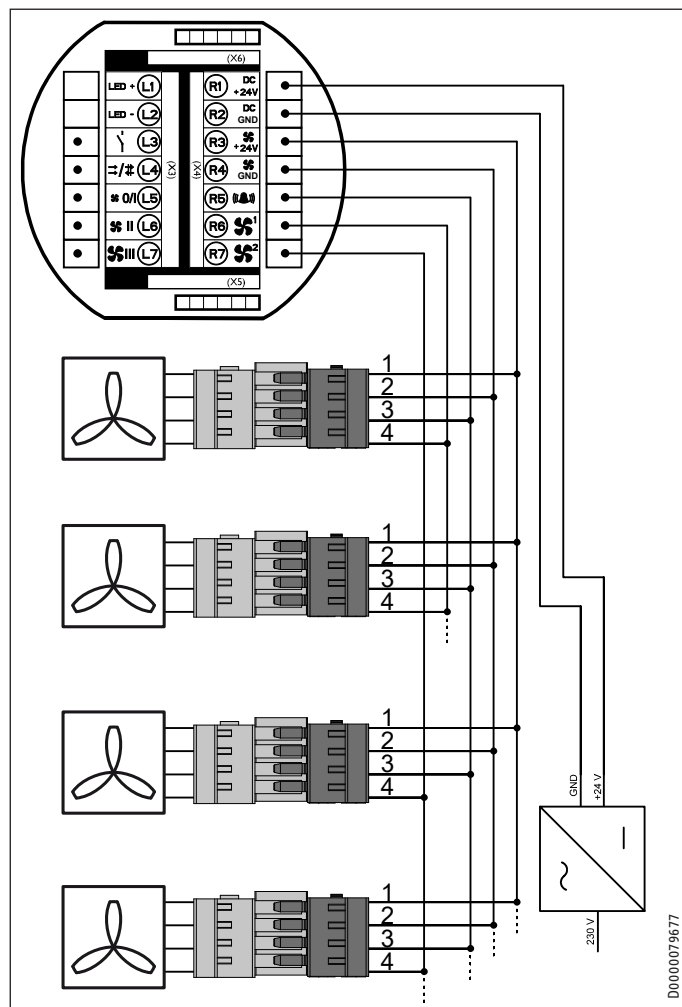 (X6)
LED + L1 R1 DC +24V
LED - L2 R2 DC GND
L3 R3 +24V
L4 R4 GND
0/I L5 R5
II L6 R6 1
III L7 R7 2
(X3) (X4)
(X5)
1
2
3
4
1
2
3
4
1
2
3
4
GND
+24 V
1
2
3
4
230 V
D0000079677